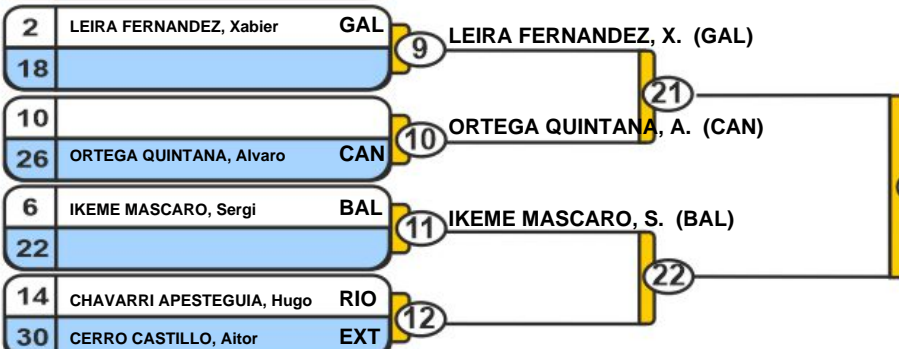 2 LEIRA FERNANDEZ, Xabier GAL
18
9 LEIRA FERNANDEZ, X. (GAL)
21
10
26 ORTEGA QUINTANA, Alvaro CAN
10 ORTEGA QUINTANA, A. (CAN)
6 IKEME MASCARO, Sergi BAL
22
11 IKEME MASCARO, S. (BAL)
22
14 CHAVARRI APESTEGUIA, Hugo RIO
30 CERRO CASTILLO, Aitor EXT
12